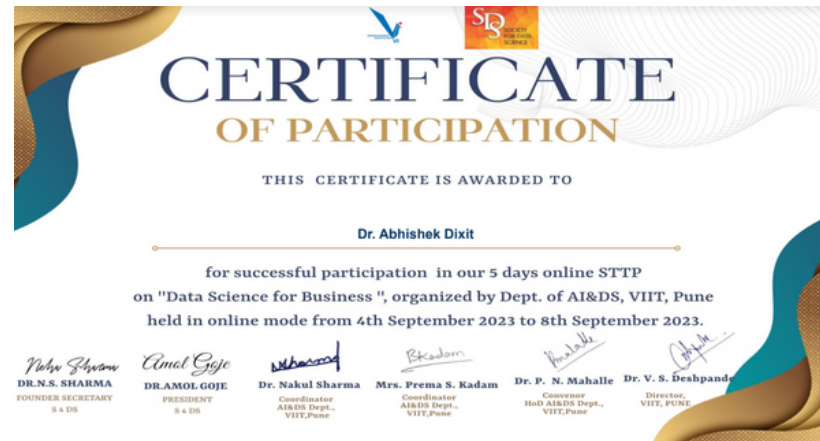 SDS SOCIETY FOR DATA SCIENCE
CERTIFICATE
OF PARTICIPATION
THIS CERTIFICATE IS AWARDED TO
Dr. Abhishek Dixit
for successful participation in our 5 days online STTP
on "Data Science for Business ", organized by Dept. of AI&DS, VIIT, Pune
held in online mode from 4th September 2023 to 8th September 2023.
Neha Sharma
DR.N.S. SHARMA
FOUNDER SECRETARY
S 4 DS
Amol Goje
DR.AMOL GOJE
PRESIDENT
S 4 DS
Dr. Nakul Sharma
Coordinator
AI&DS Dept.,
VIIT,Pune
BKadam
Mrs. Prema S. Kadam
Coordinator
AI&DS Dept.,
VIIT,Pune
Dr. P. N. Mahalle
Convenor
HoD AI&DS Dept.,
VIIT,Pune
Dr. V. S. Deshpande
Director,
VIIT, PUNE